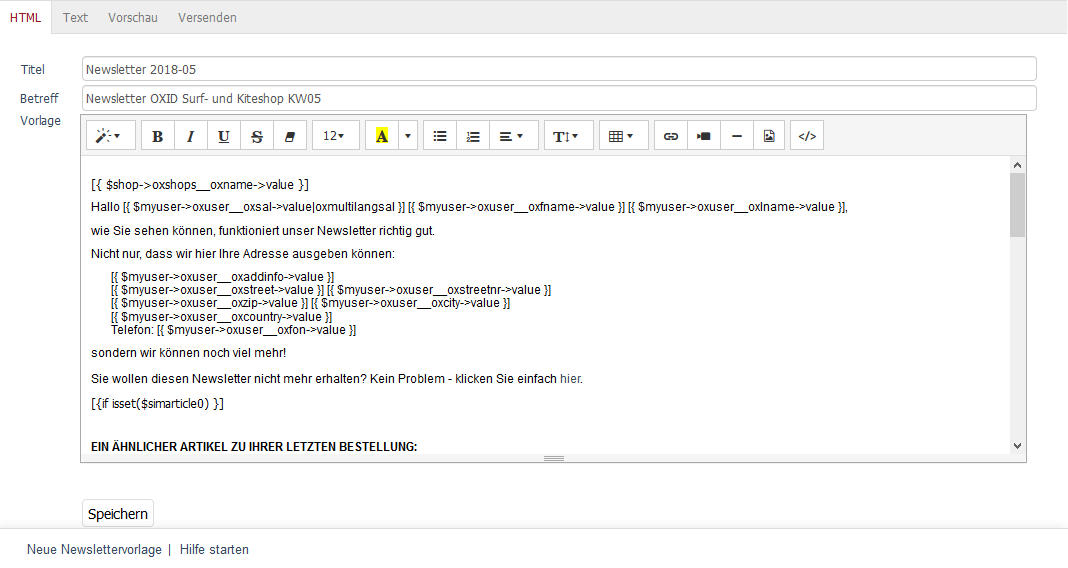 HTML Text Vorschau Versenden
Titel Newsletter 2018-05
Betreff Newsletter OXID Surf- und Kiteshop KW05
Vorlage
B I U S 12 A T </>
[{ $shop->oxshops__oxname->value }]
Hallo [{ $myuser->oxuser__oxsal->value|oxmultilangsal }] [{ $myuser->oxuser__oxfname->value }] [{ $myuser->oxuser__oxlname->value }],
wie Sie sehen können, funktioniert unser Newsletter richtig gut.
Nicht nur, dass wir hier Ihre Adresse ausgeben können:
[{ $myuser->oxuser__oxaddinfo->value }]
[{ $myuser->oxuser__oxstreet->value }] [{ $myuser->oxuser__oxstreetnr->value }]
[{ $myuser->oxuser__oxzip->value }] [{ $myuser->oxuser__oxcity->value }]
[{ $myuser->oxuser__oxcountry->value }]
Telefon: [{ $myuser->oxuser__oxfon->value }]
sondern wir können noch viel mehr!
Sie wollen diesen Newsletter nicht mehr erhalten? Kein Problem - klicken Sie einfach hier.
[{if isset($simarticle0) }]
EIN ÄHNLICHER ARTIKEL ZU IHRER LETZTEN BESTELLUNG:
Speichern
Neue Newslettervorlage | Hilfe starten